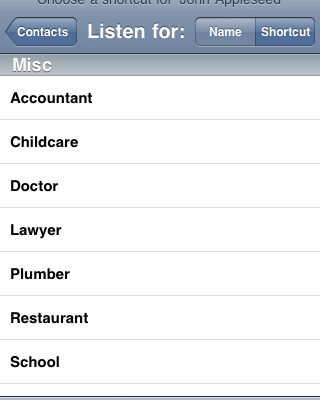 Choose a shortcut for "John Appleseed"
Contacts Listen for: Name Shortcut
Misc
Accountant
Childcare
Doctor
Lawyer
Plumber
Restaurant
School